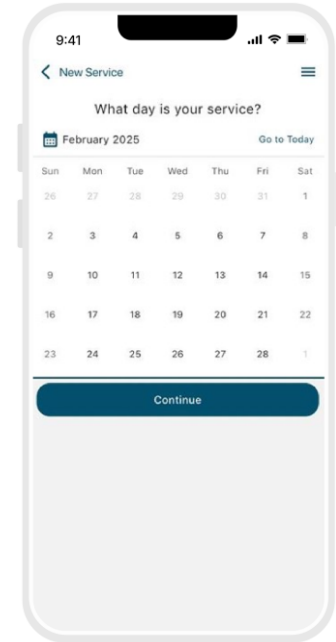 9:41
New Service
What day is your service?
February 2025 Go to Today
Sun Mon Tue Wed Thu Fri Sat
26 27 28 29 30 31 1
2 3 4 5 6 7 8
9 10 11 12 13 14 15
16 17 18 19 20 21 22
23 24 25 26 27 28 1
Continue